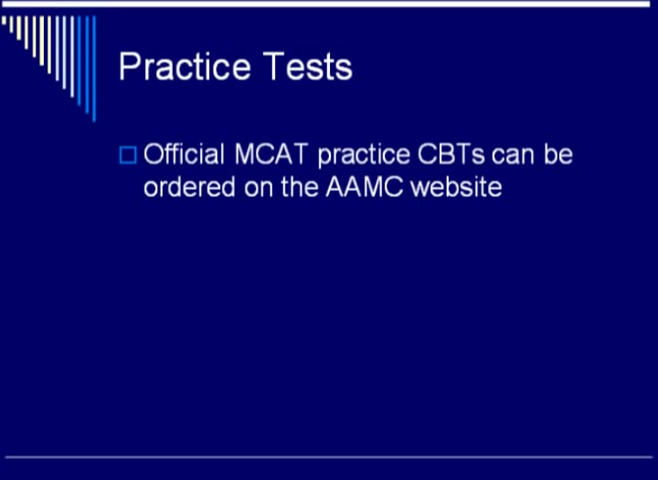 Practice Tests
Official MCAT practice CBTs can be
ordered on the AAMC website